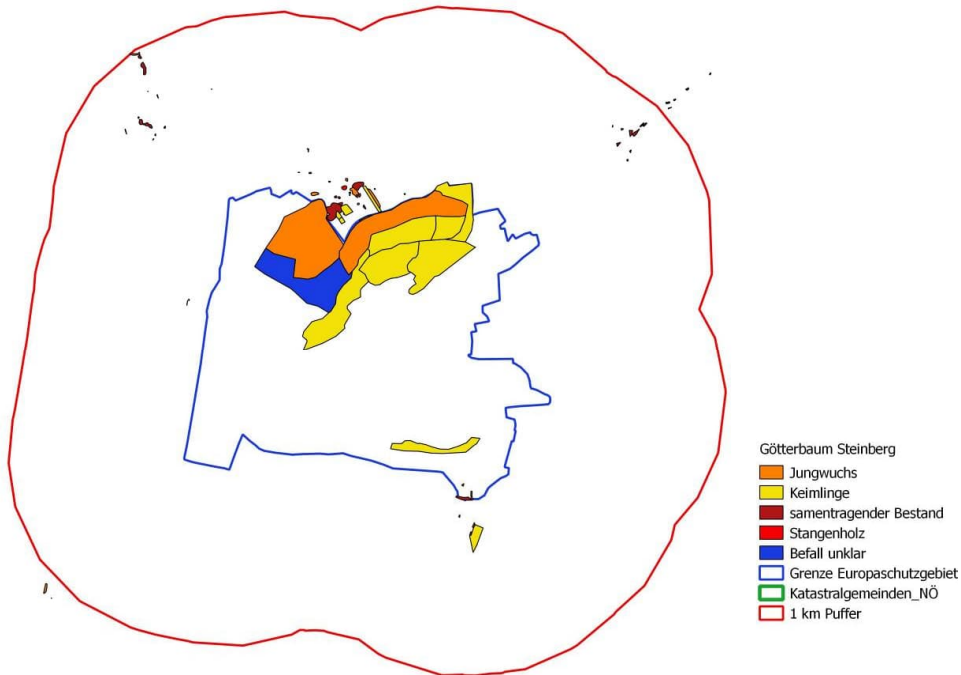 Götterbaum Steinberg
Jungwuchs
Keimlinge
samentragender Bestand
Stangenholz
Befall unklar
Grenze Europaschutzgebiet
Katastralgemeinden_NÖ
1 km Puffer